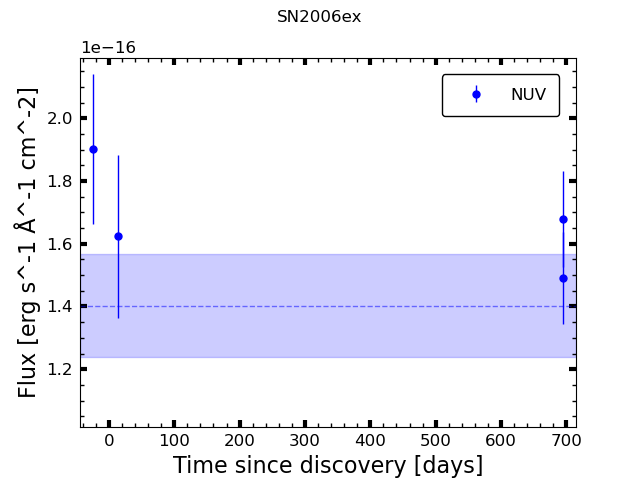 SN2006ex
1e−16
NUV
2.0
1.8
1.6
1.4
1.2
Flux [erg s^-1 Å^-1 cm^-2]
0 100 200 300 400 500 600 700
Time since discovery [days]